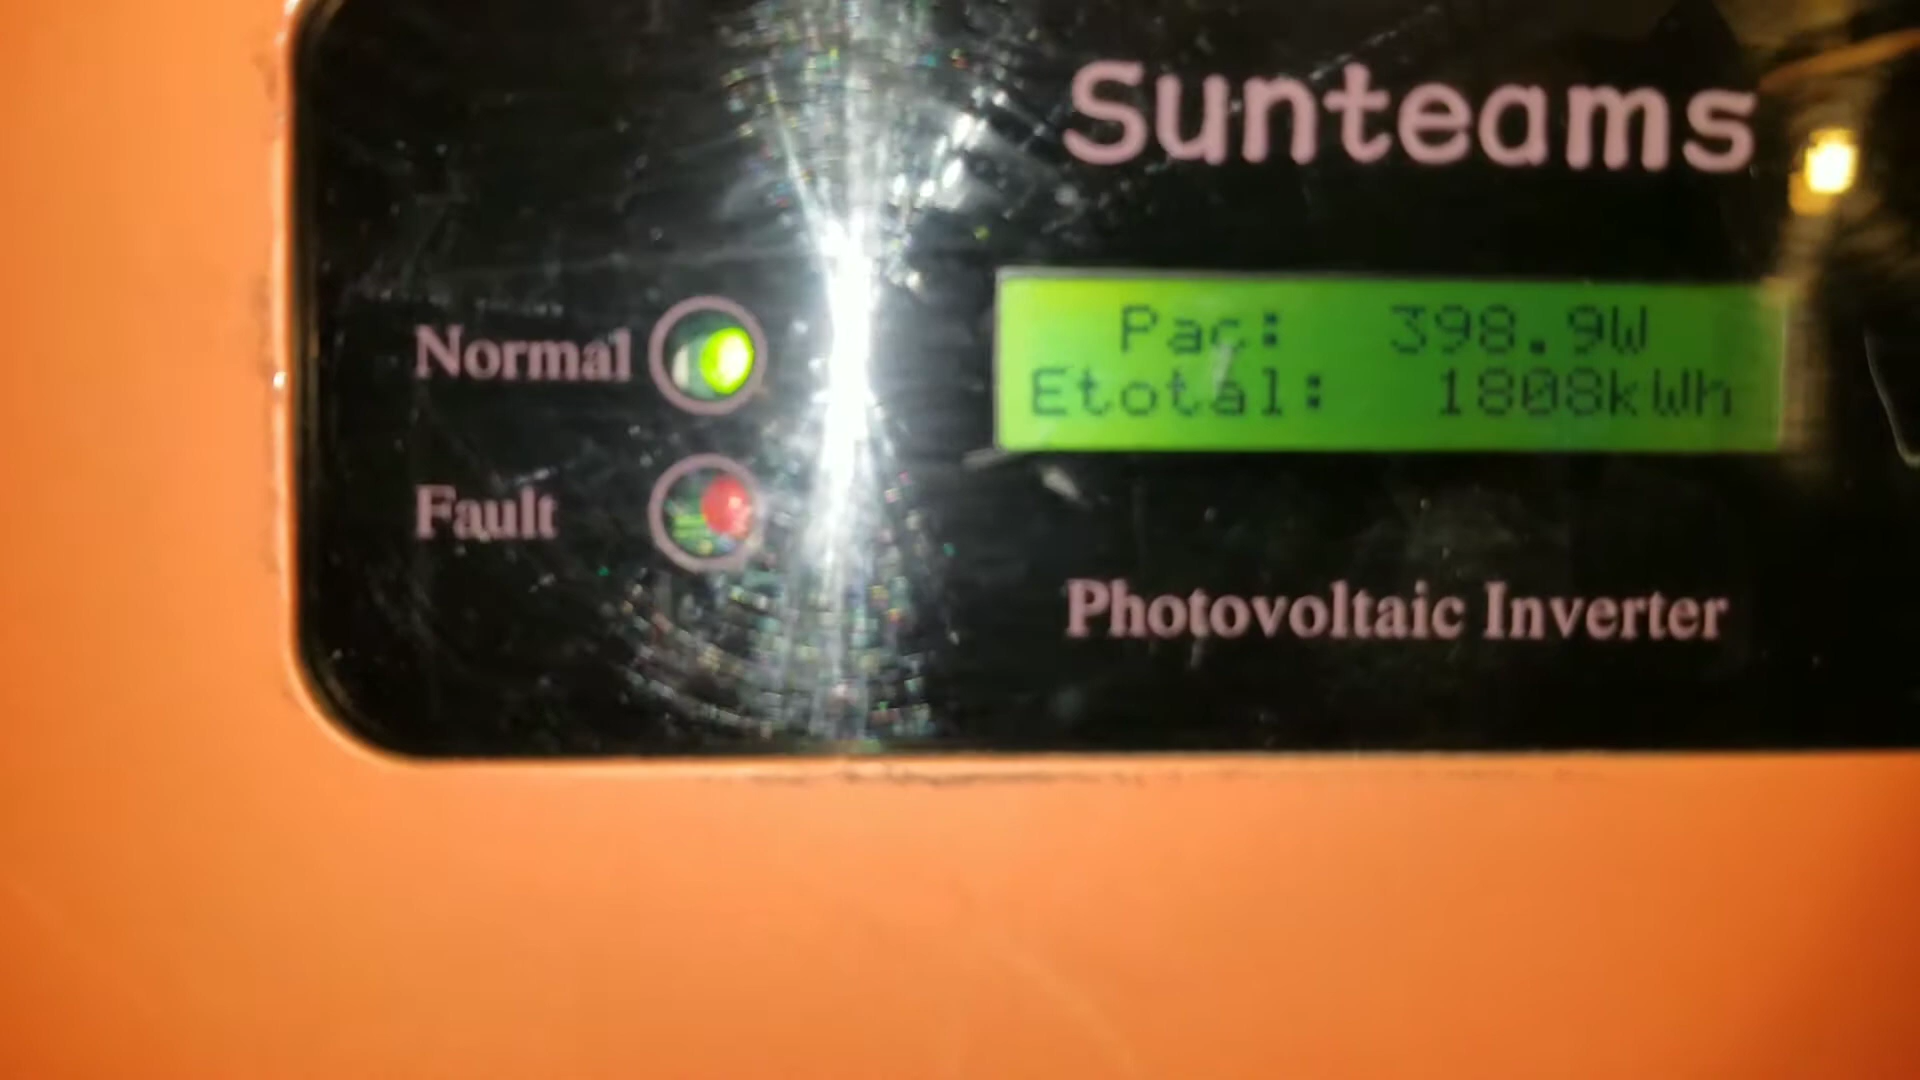 Sunteams
Normal
Pac: 398.9W
Etotal: 1808kWh
Fault
Photovoltaic Inverter